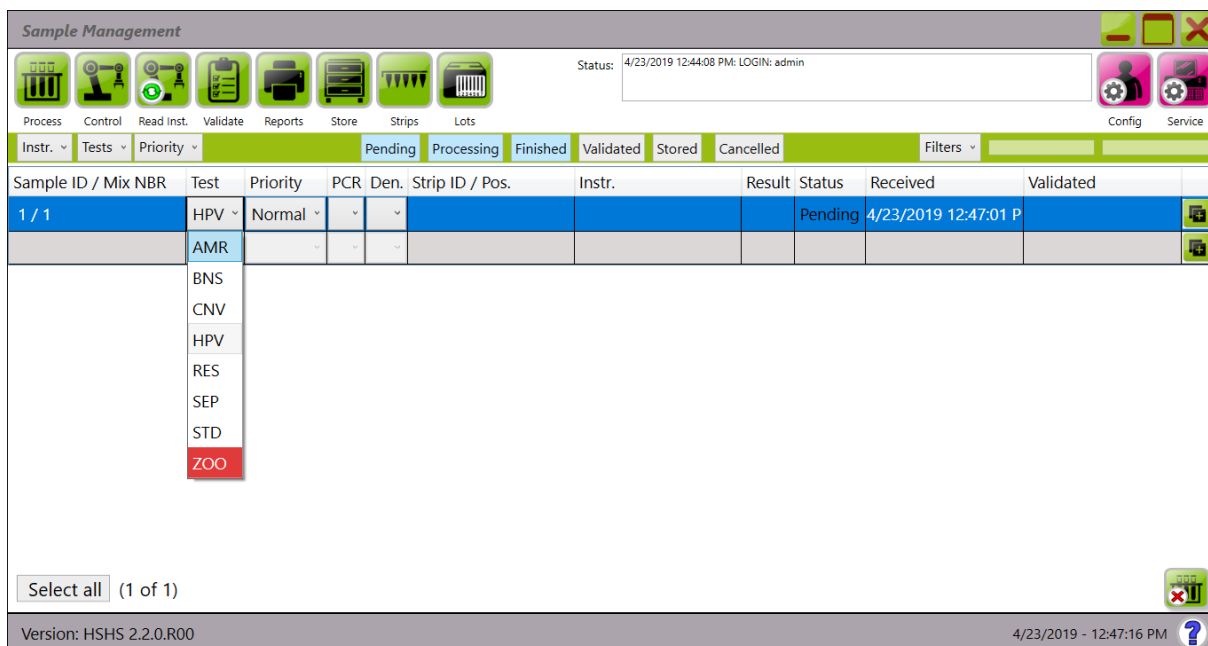 Sample Management
Status: 4/23/2019 12:44:08 PM: LOGIN: admin
Process Control Read Inst. Validate Reports Store Strips Lots Config Service
Instr. Tests Priority Pending Processing Finished Validated Stored Cancelled Filters
Sample ID / Mix NBR Test Priority PCR Den. Strip ID / Pos. Instr. Result Status Received Validated
1 / 1 HPV Normal Pending 4/23/2019 12:47:01 P
AMR
BNS
CNV
HPV
RES
SEP
STD
ZOO
Select all (1 of 1)
Version: HSHS 2.2.0.R00 4/23/2019 - 12:47:16 PM ?